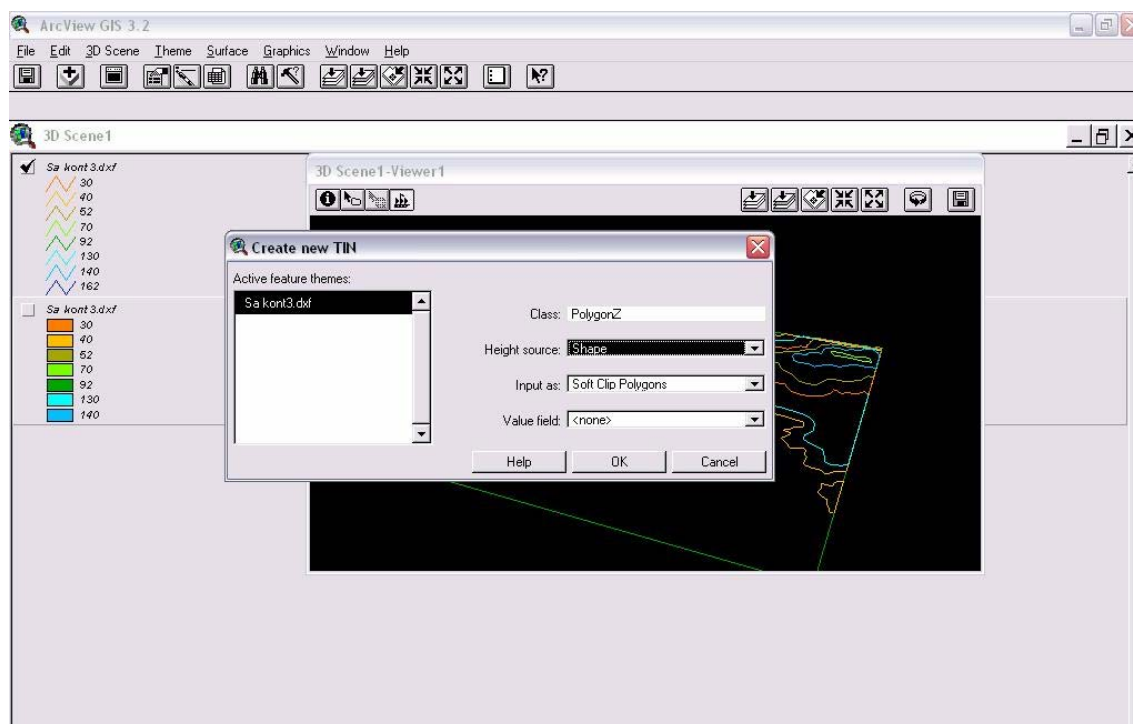 ArcView GIS 3.2
File Edit 3D Scene Theme Surface Graphics Window Help
3D Scene1
Sa kont3.dxf
30
40
52
70
92
130
140
162
Sa kont3.dxf
30
40
52
70
92
130
140
3D Scene1-Viewer1
Create new TIN
Active feature themes:
Sa kont3.dxf
Class: PolygonZ
Height source: Shape
Input as: Soft Clip Polygons
Value field: <none>
Help OK Cancel